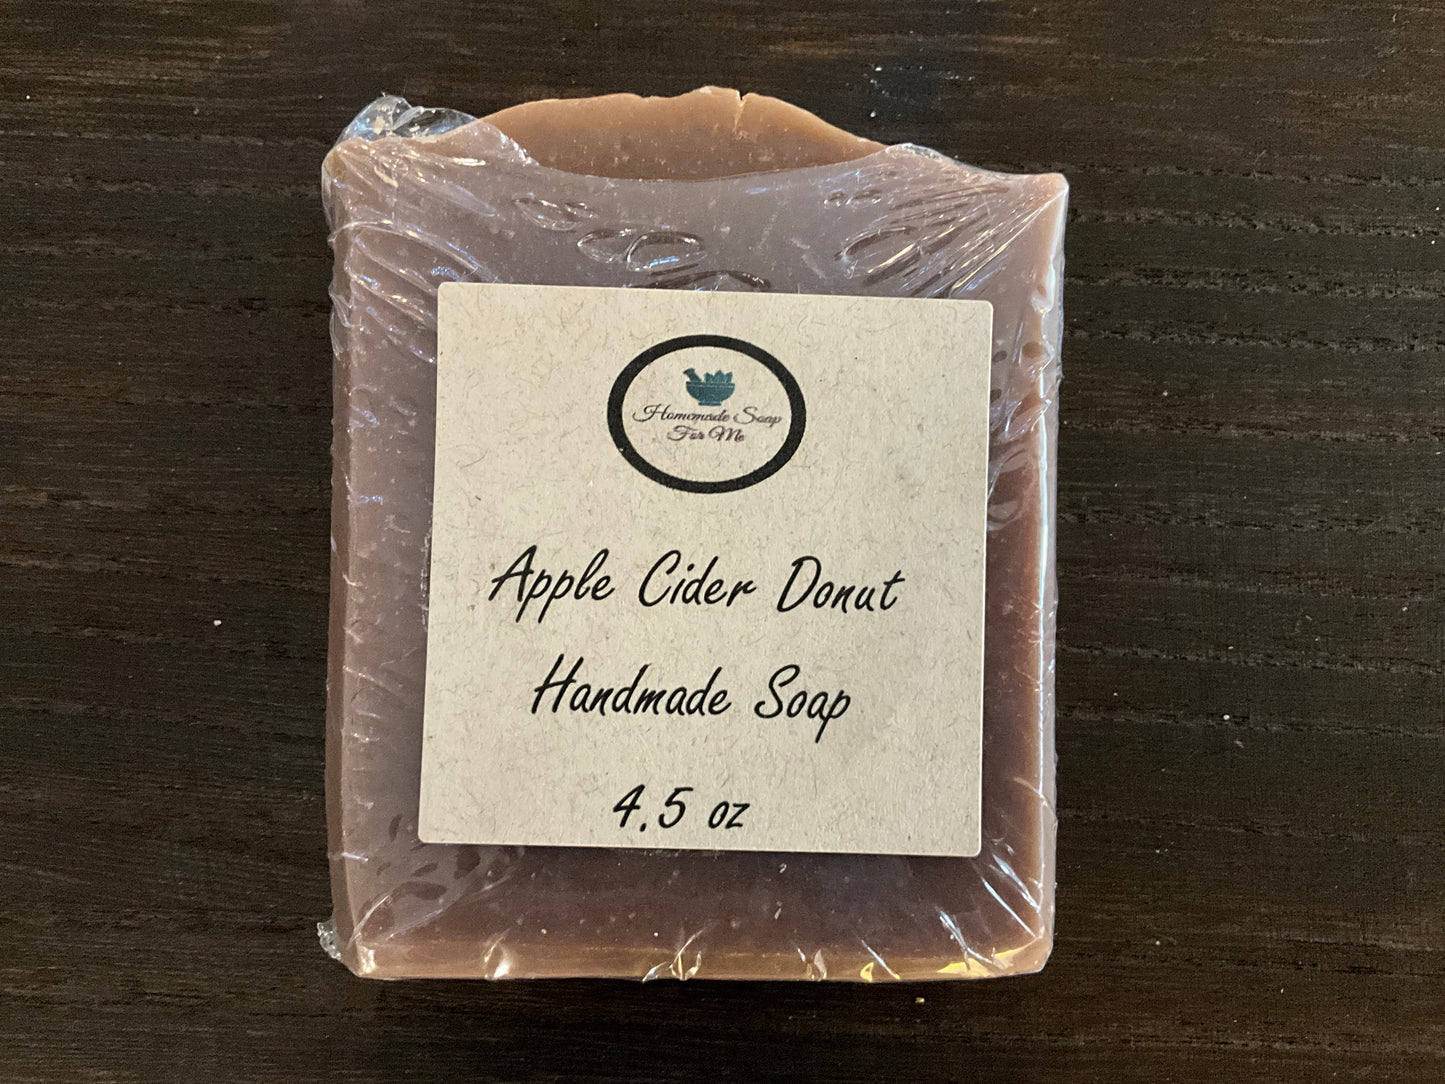 Homemade Soap
For Me
Apple Cider Donut
Handmade Soap
4.5 oz